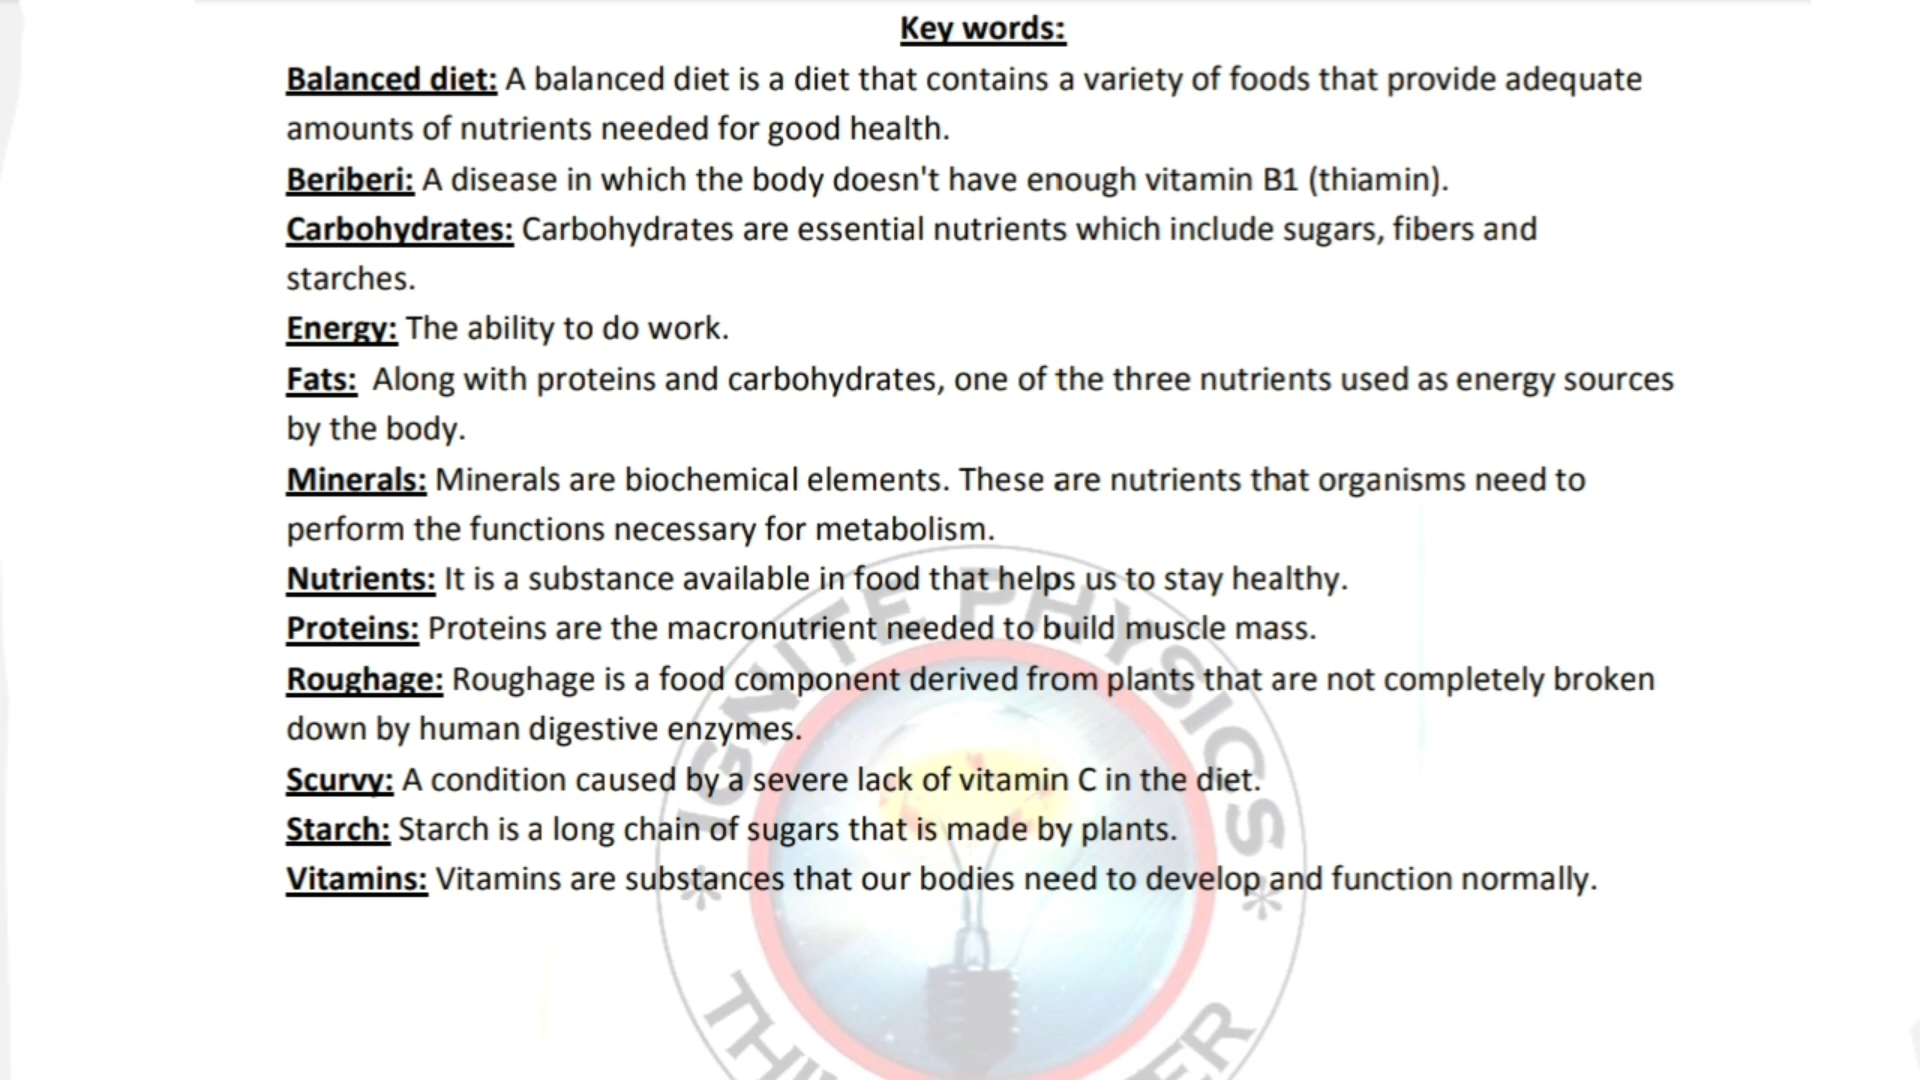 Key words:
Balanced diet: A balanced diet is a diet that contains a variety of foods that provide adequate
amounts of nutrients needed for good health.
Beriberi: A disease in which the body doesn't have enough vitamin B1 (thiamin).
Carbohydrates: Carbohydrates are essential nutrients which include sugars, fibers and
starches.
Energy: The ability to do work.
Fats:  Along with proteins and carbohydrates, one of the three nutrients used as energy sources
by the body.
Minerals: Minerals are biochemical elements. These are nutrients that organisms need to
perform the functions necessary for metabolism.
Nutrients: It is a substance available in food that helps us to stay healthy.
Proteins: Proteins are the macronutrient needed to build muscle mass.
Roughage: Roughage is a food component derived from plants that are not completely broken
down by human digestive enzymes.
Scurvy: A condition caused by a severe lack of vitamin C in the diet.
Starch: Starch is a long chain of sugars that is made by plants.
Vitamins: Vitamins are substances that our bodies need to develop and function normally.
* IGNITE PHYSICS *